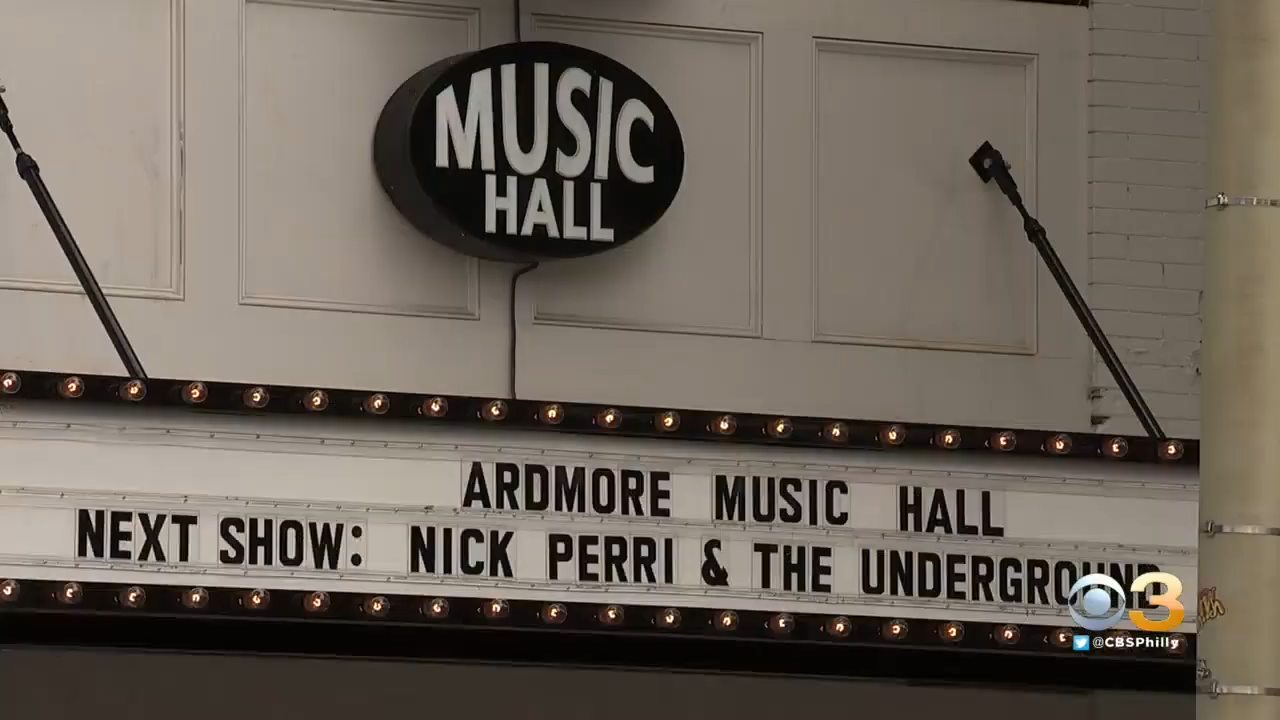 MUSIC
HALL
ARDMORE MUSIC HALL
NEXT SHOW: NICK PERRI & THE UNDERGROUND
3
@CBSPhilly